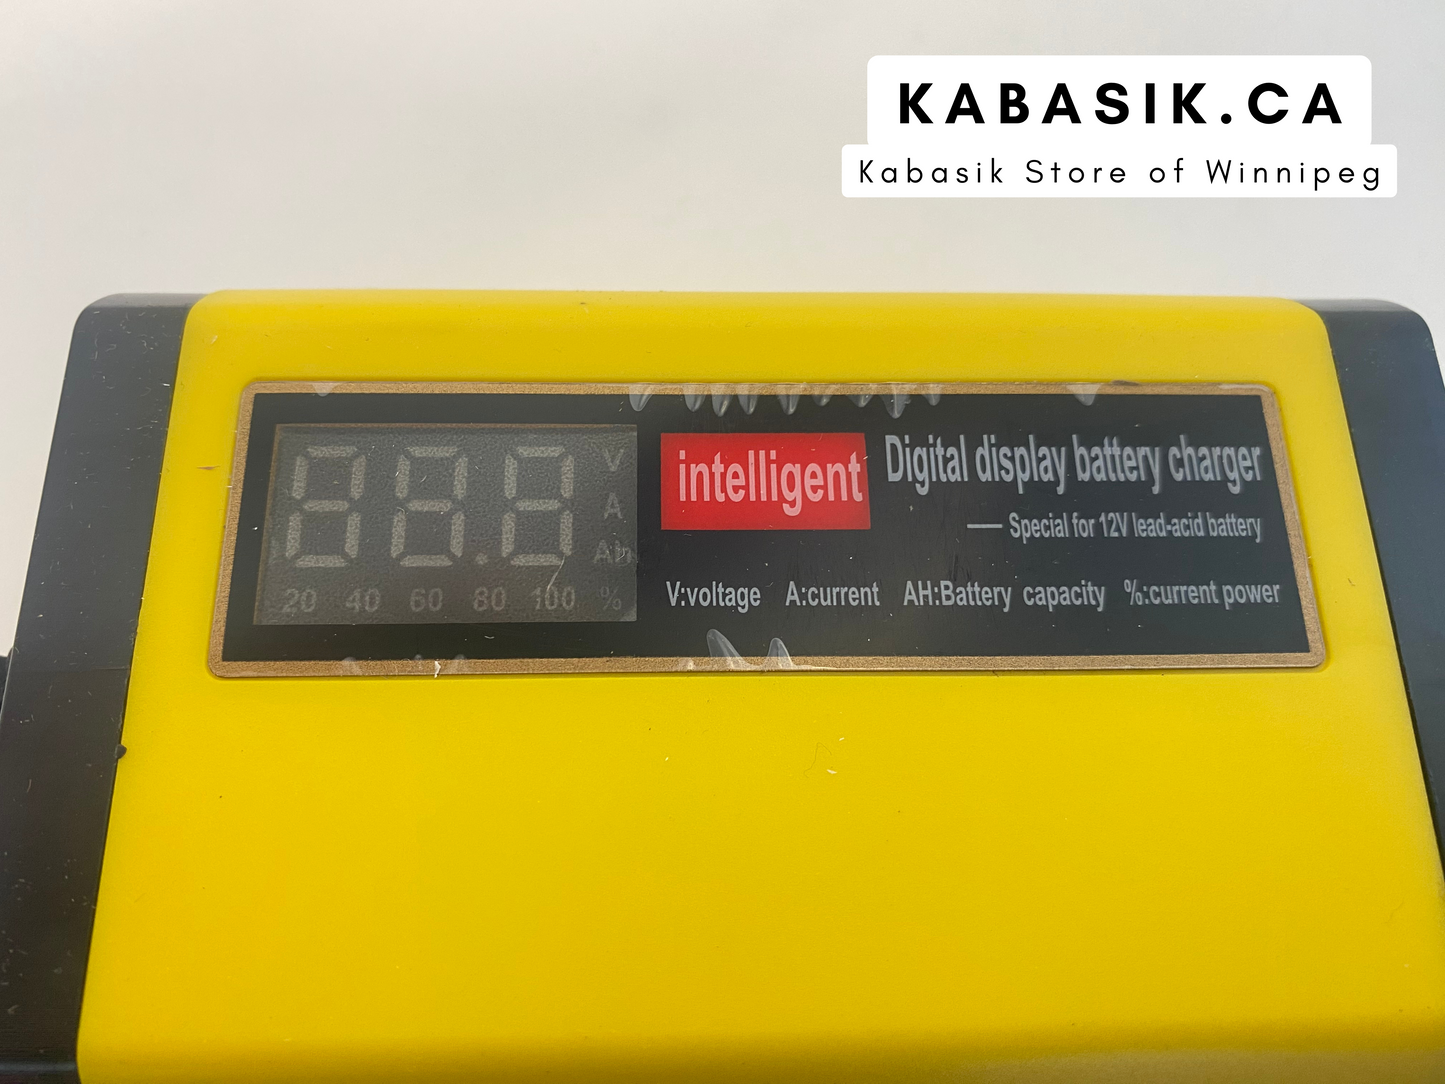 KABASIK.CA
Kabasik Store of Winnipeg
88.8
V
A
Ah
20 40 60 80 100 %
intelligent Digital display battery charger
Special for 12V lead-acid battery
V:voltage A:current AH:Battery capacity %:current power